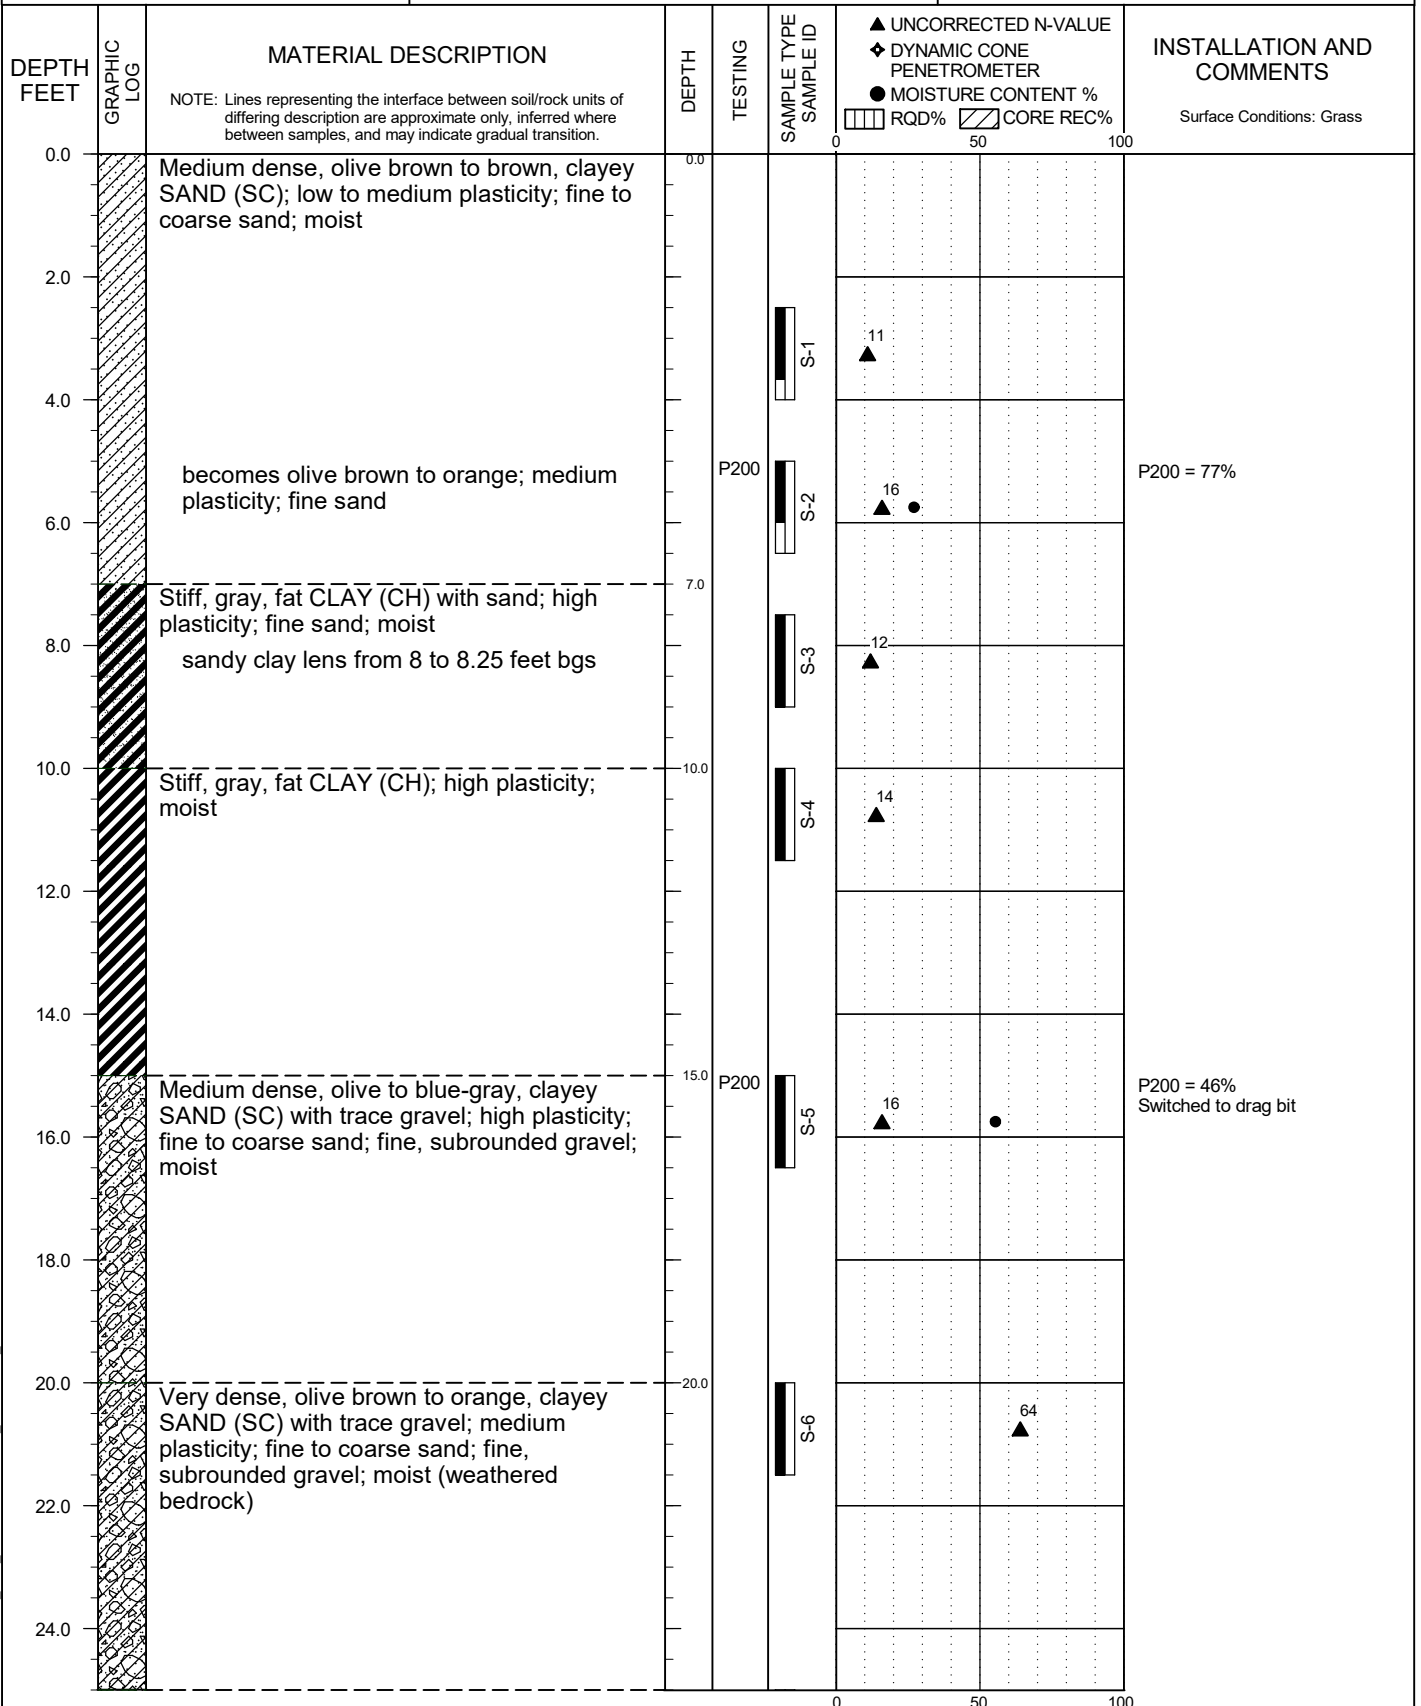 DEPTH
FEET
GRAPHIC
LOG
MATERIAL DESCRIPTION
NOTE: Lines representing the interface between soil/rock units of
differing description are approximate only, inferred where
between samples, and may indicate gradual transition.
DEPTH
TESTING
SAMPLE TYPE
SAMPLE ID
UNCORRECTED N-VALUE
DYNAMIC CONE
PENETROMETER
MOISTURE CONTENT %
RQD% CORE REC%
0 50 100
INSTALLATION AND
COMMENTS
Surface Conditions: Grass
0.0
Medium dense, olive brown to brown, clayey
SAND (SC); low to medium plasticity; fine to
coarse sand; moist
0.0
2.0
S-1
11
4.0
becomes olive brown to orange; medium
plasticity; fine sand
P200
S-2
16
P200 = 77%
6.0
7.0
Stiff, gray, fat CLAY (CH) with sand; high
plasticity; fine sand; moist
8.0
sandy clay lens from 8 to 8.25 feet bgs
S-3
12
10.0
10.0
Stiff, gray, fat CLAY (CH); high plasticity;
moist
S-4
14
12.0
14.0
15.0
Medium dense, olive to blue-gray, clayey
SAND (SC) with trace gravel; high plasticity;
fine to coarse sand; fine, subrounded gravel;
moist
P200
S-5
16
P200 = 46%
Switched to drag bit
16.0
18.0
20.0
20.0
Very dense, olive brown to orange, clayey
SAND (SC) with trace gravel; medium
plasticity; fine to coarse sand; fine,
subrounded gravel; moist (weathered
bedrock)
S-6
64
22.0
24.0
0 50 100